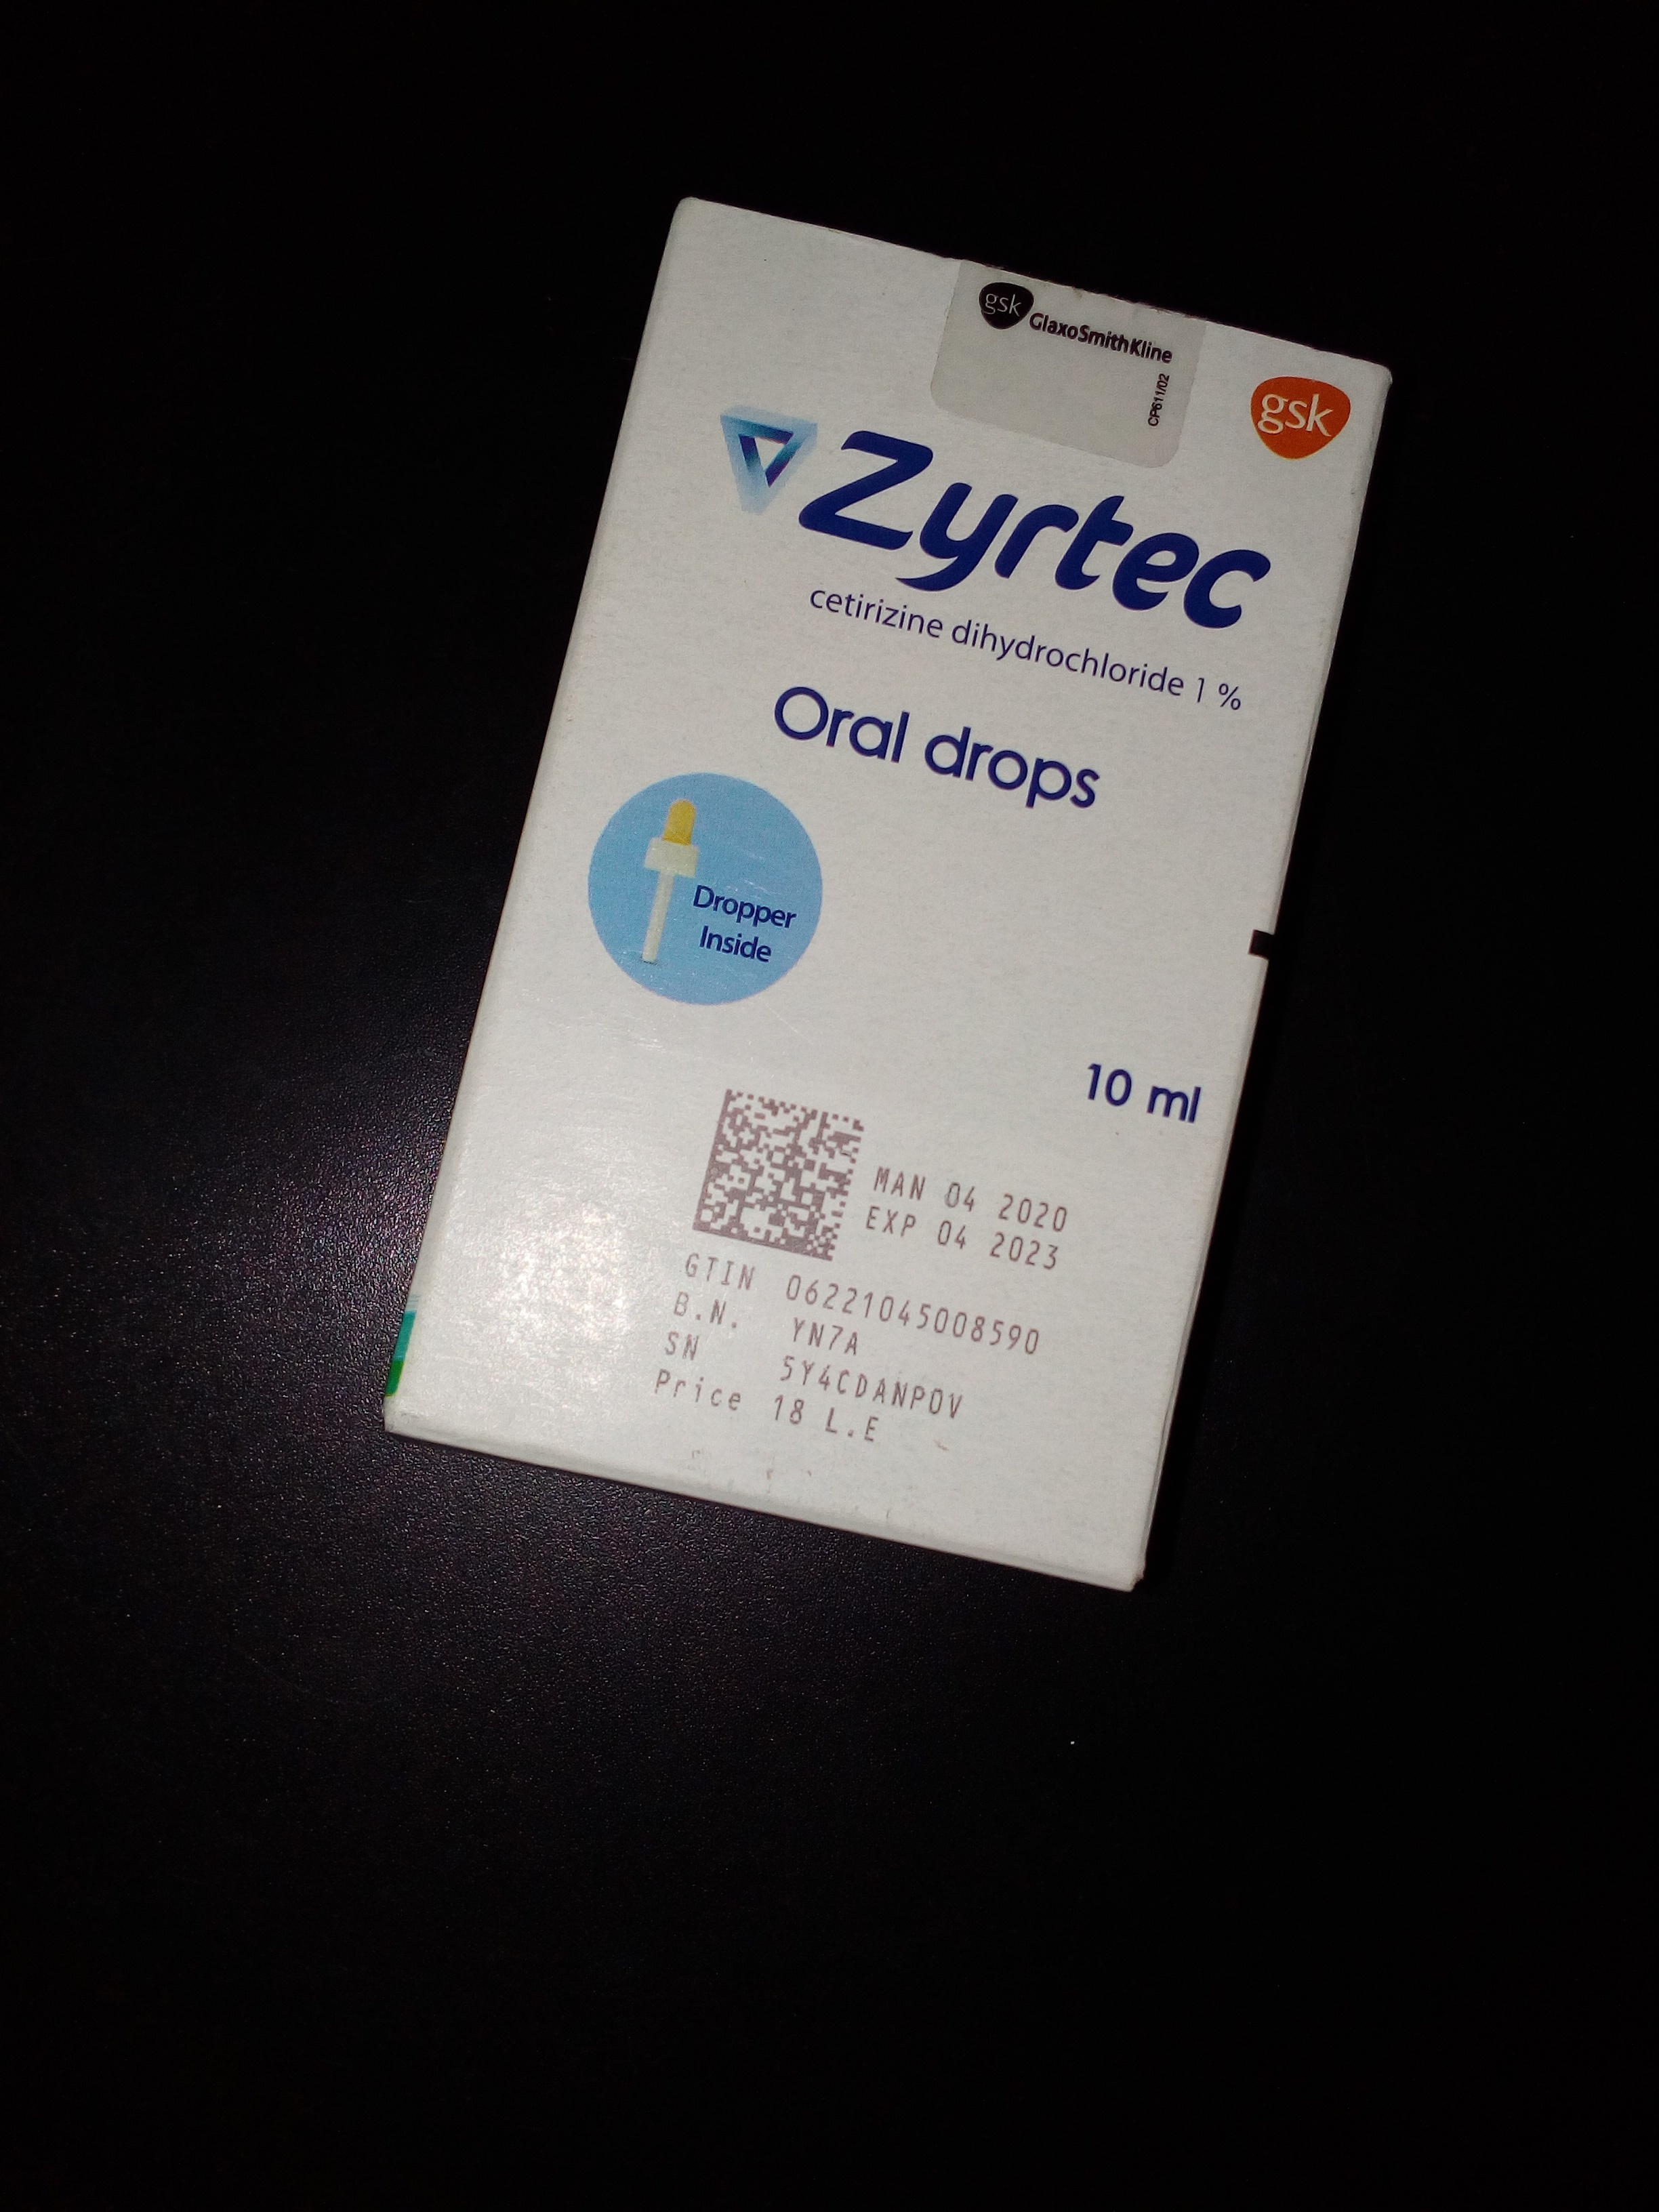 gsk GlaxoSmithKline
CP611/02
gsk
Zyrtec
cetirizine dihydrochloride 1 %
Oral drops
Dropper
Inside
10 ml
MAN 04 2020
EXP 04 2023
GTIN 06221045008590
B.N. YN7A
SN 5Y4CDANPOV
Price 18 L.E